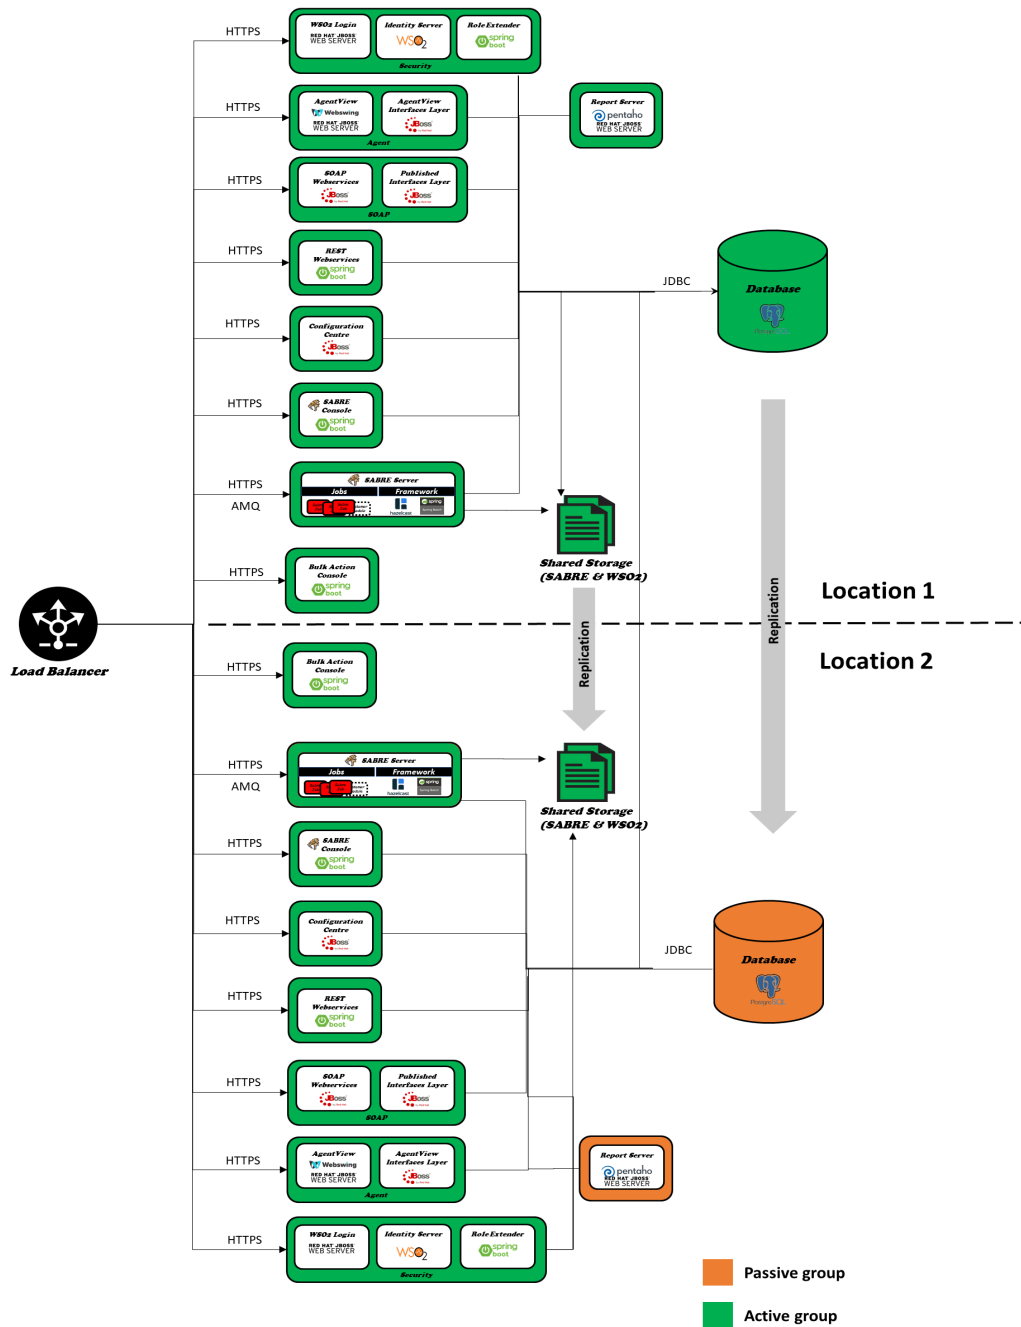 HTTPS
WSO2 Login
RED HAT JBOSS
WEB SERVER
Identity Server
WSO2
Role Extender
spring
boot
Security
HTTPS
AgentView
Webswing
RED HAT JBOSS
WEB SERVER
AgentView
Interfaces Layer
JBoss
Agent
Report Server
pentaho
RED HAT JBOSS
WEB SERVER
HTTPS
SOAP
Webservices
JBoss
Published
Interfaces Layer
JBoss
SOAP
HTTPS
REST
Webservices
spring
boot
JDBC
Database
HTTPS
Configuration
Centre
JBoss
HTTPS
SABRE
Console
spring
boot
HTTPS
AMQ
SABRE Server
Jobs
Framework
hazelcast
spring
Shared Storage
(SABRE & WSO2)
HTTPS
Bulk Action
Console
spring
boot
Replication
Replication
Location 1
Load Balancer
Location 2
HTTPS
Bulk Action
Console
spring
boot
HTTPS
AMQ
SABRE Server
Jobs
Framework
hazelcast
spring
Shared Storage
(SABRE & WSO2)
HTTPS
SABRE
Console
spring
boot
HTTPS
Configuration
Centre
JBoss
JDBC
Database
PostgreSQL
HTTPS
REST
Webservices
spring
boot
HTTPS
SOAP
Webservices
JBoss
Published
Interfaces Layer
JBoss
SOAP
HTTPS
AgentView
Webswing
RED HAT JBOSS
WEB SERVER
AgentView
Interfaces Layer
JBoss
Agent
Report Server
pentaho
RED HAT JBOSS
WEB SERVER
HTTPS
WSO2 Login
RED HAT JBOSS
WEB SERVER
Identity Server
WSO2
Role Extender
spring
boot
Security
Passive group
Active group